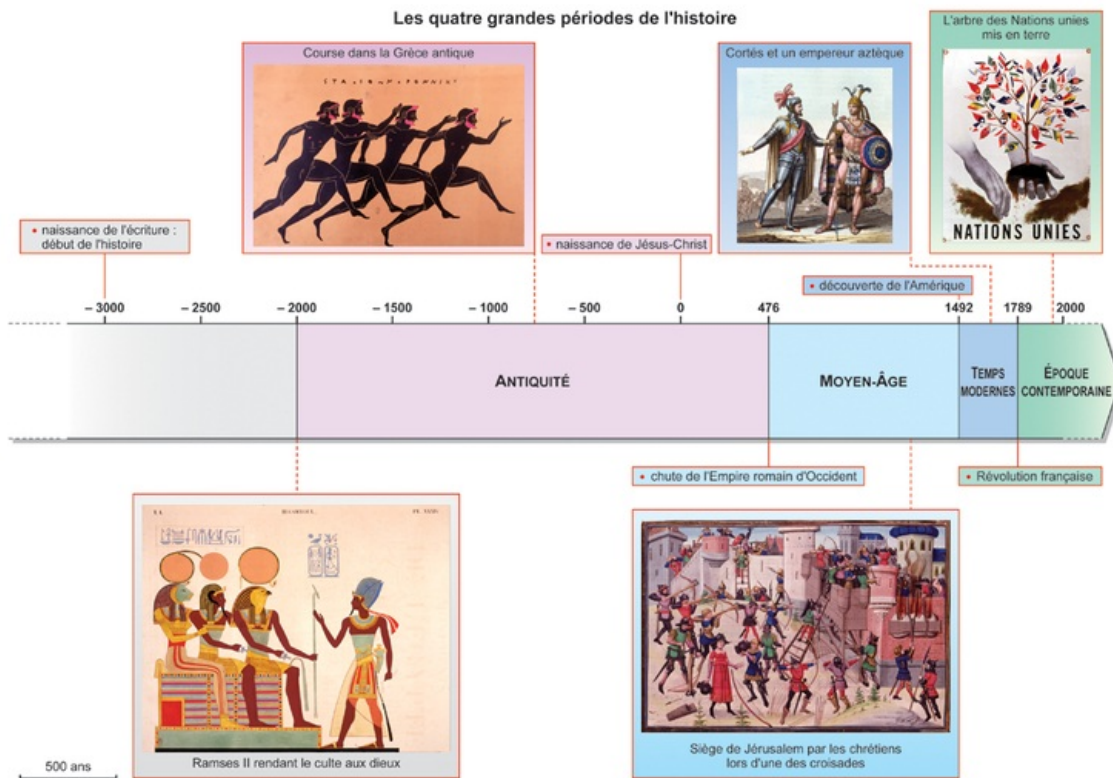 Les quatre grandes périodes de l'histoire
Course dans la Grèce antique
Cortés et un empereur aztèque
L'arbre des Nations unies
mis en terre
NATIONS UNIES
• naissance de l'écriture :
début de l'histoire
• naissance de Jésus-Christ
• découverte de l'Amérique
– 3000
– 2500
– 2000
– 1500
– 1000
– 500
0
476
1492
1789
2000
ANTIQUITÉ
MOYEN-ÂGE
TEMPS
MODERNES
ÉPOQUE
CONTEMPORAINE
• chute de l'Empire romain d'Occident
• Révolution française
Ramses II rendant le culte aux dieux
Siège de Jérusalem par les chrétiens
lors d'une des croisades
500 ans